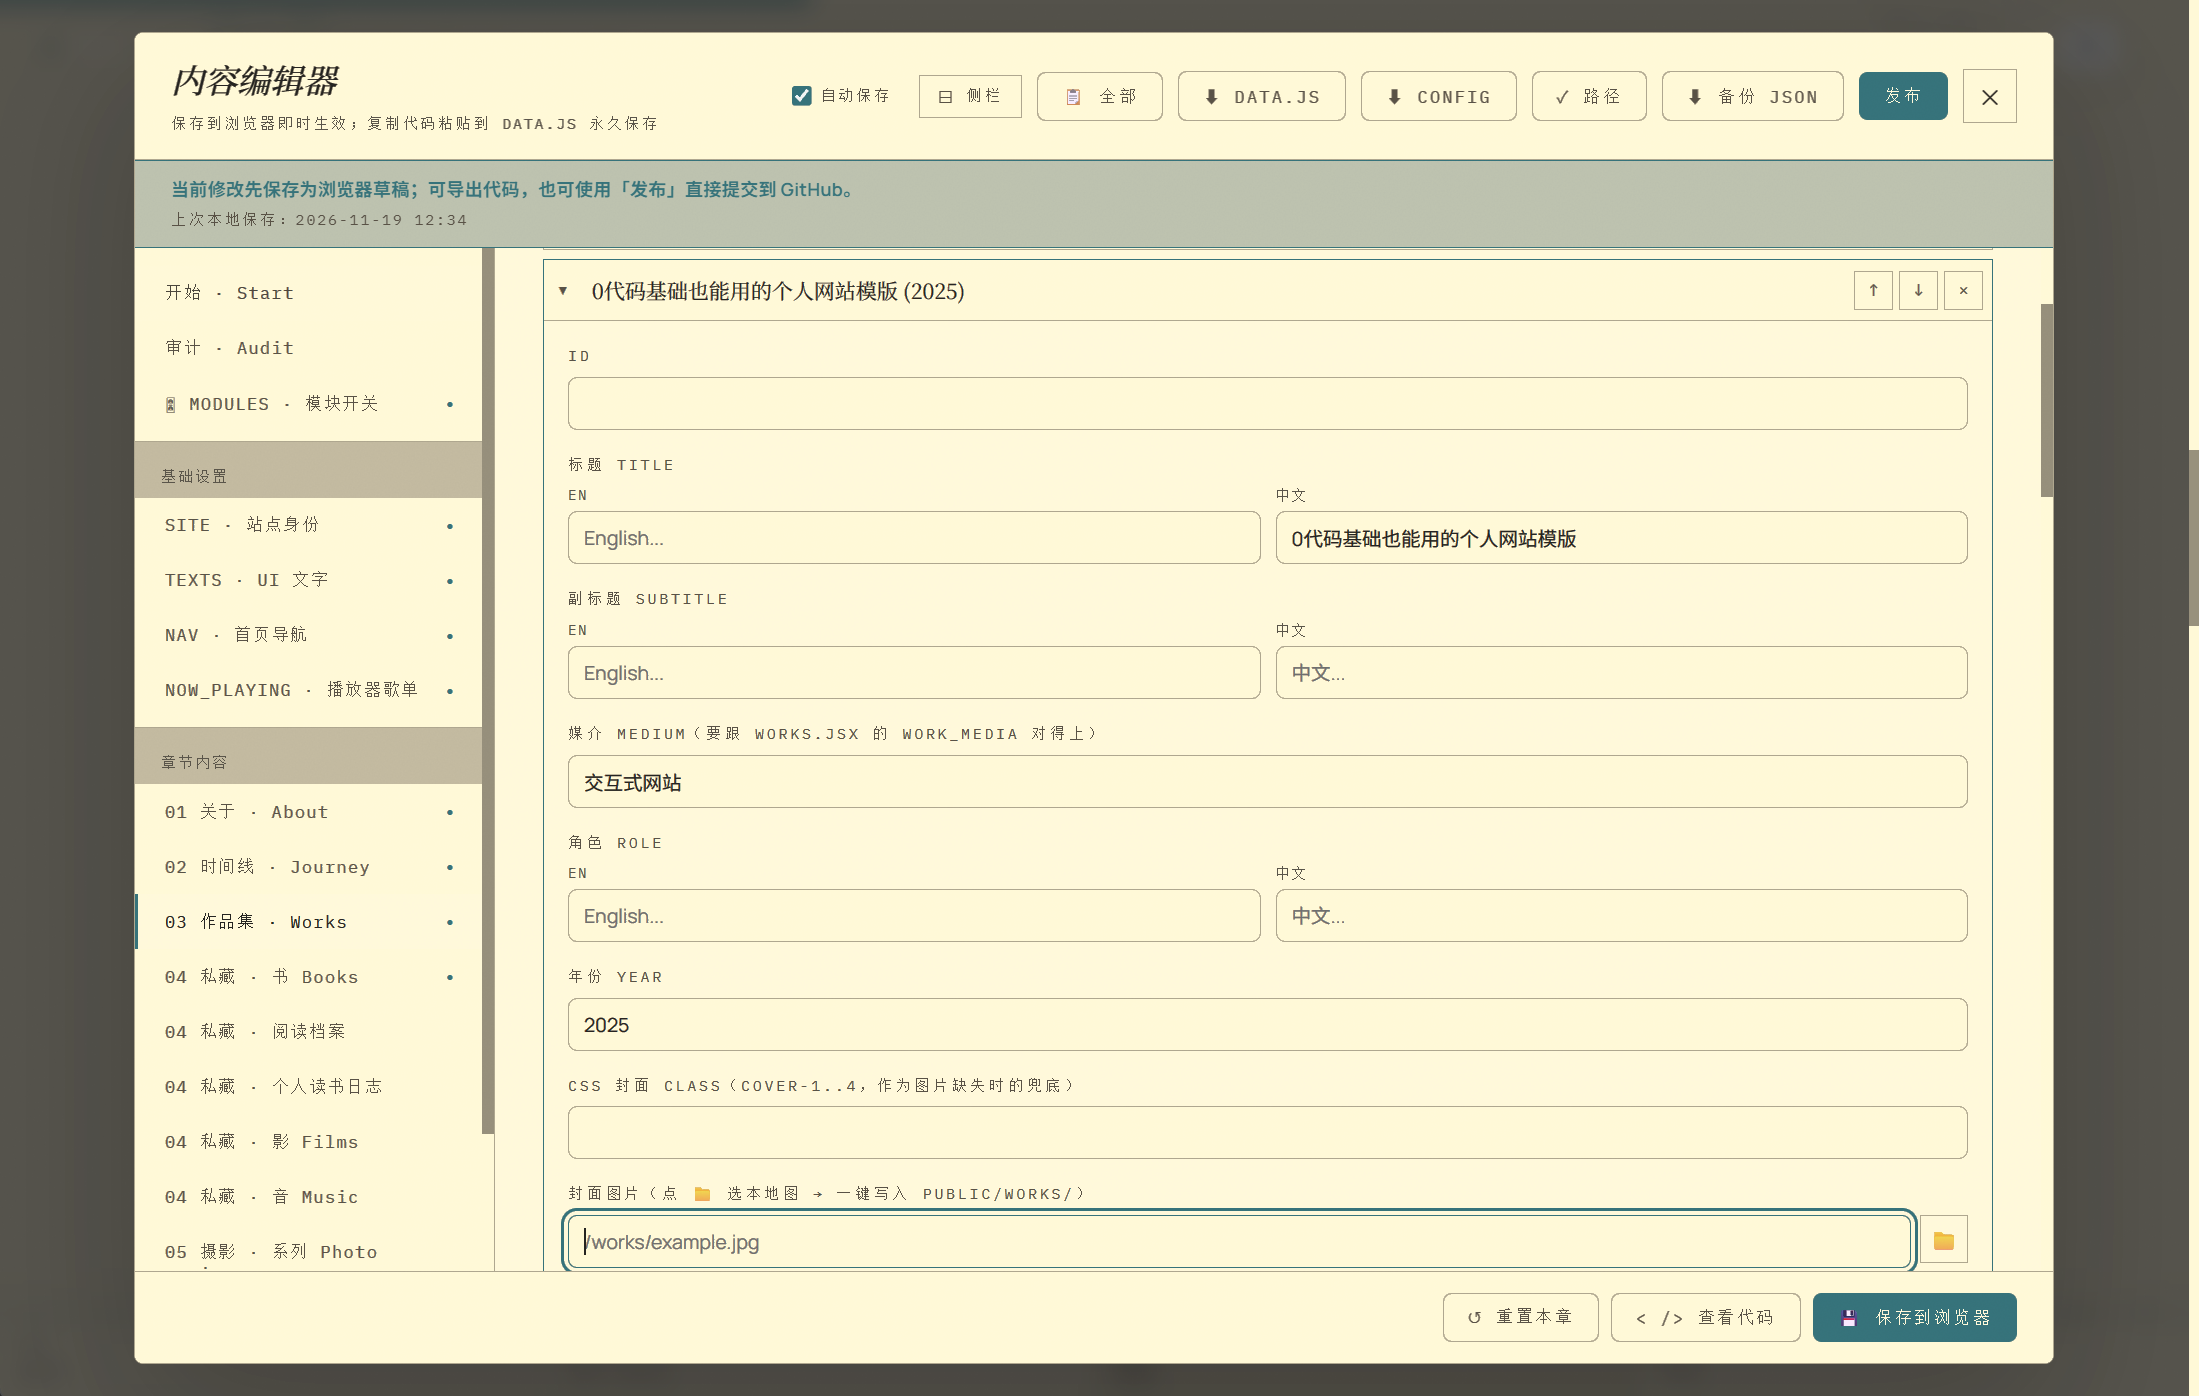 内容编辑器
保存到浏览器即时生效；复制代码粘贴到 DATA.JS 永久保存
自动保存
侧栏
全部
DATA.JS
CONFIG
✓ 路径
备份 JSON
发布
当前修改先保存为浏览器草稿；可导出代码，也可使用「发布」直接提交到 GitHub。
上次本地保存：2026-11-19 12:34
开始 · Start
审计 · Audit
MODULES · 模块开关
基础设置
SITE · 站点身份
TEXTS · UI 文字
NAV · 首页导航
NOW_PLAYING · 播放器歌单
章节内容
01 关于 · About
02 时间线 · Journey
03 作品集 · Works
04 私藏 · 书 Books
04 私藏 · 阅读档案
04 私藏 · 个人读书日志
04 私藏 · 影 Films
04 私藏 · 音 Music
05 摄影 · 系列 Photo
0代码基础也能用的个人网站模版 (2025)
ID
标题 TITLE
EN
中文
English...
0代码基础也能用的个人网站模版
副标题 SUBTITLE
EN
中文
English...
中文...
媒介 MEDIUM（要跟 WORKS.JSX 的 WORK_MEDIA 对得上）
交互式网站
角色 ROLE
EN
中文
English...
中文...
年份 YEAR
2025
CSS 封面 CLASS（COVER-1..4，作为图片缺失时的兜底）
封面图片（点 📁 选本地图 → 一键写入 PUBLIC/WORKS/）
/works/example.jpg
↺ 重置本章
< /> 查看代码
保存到浏览器